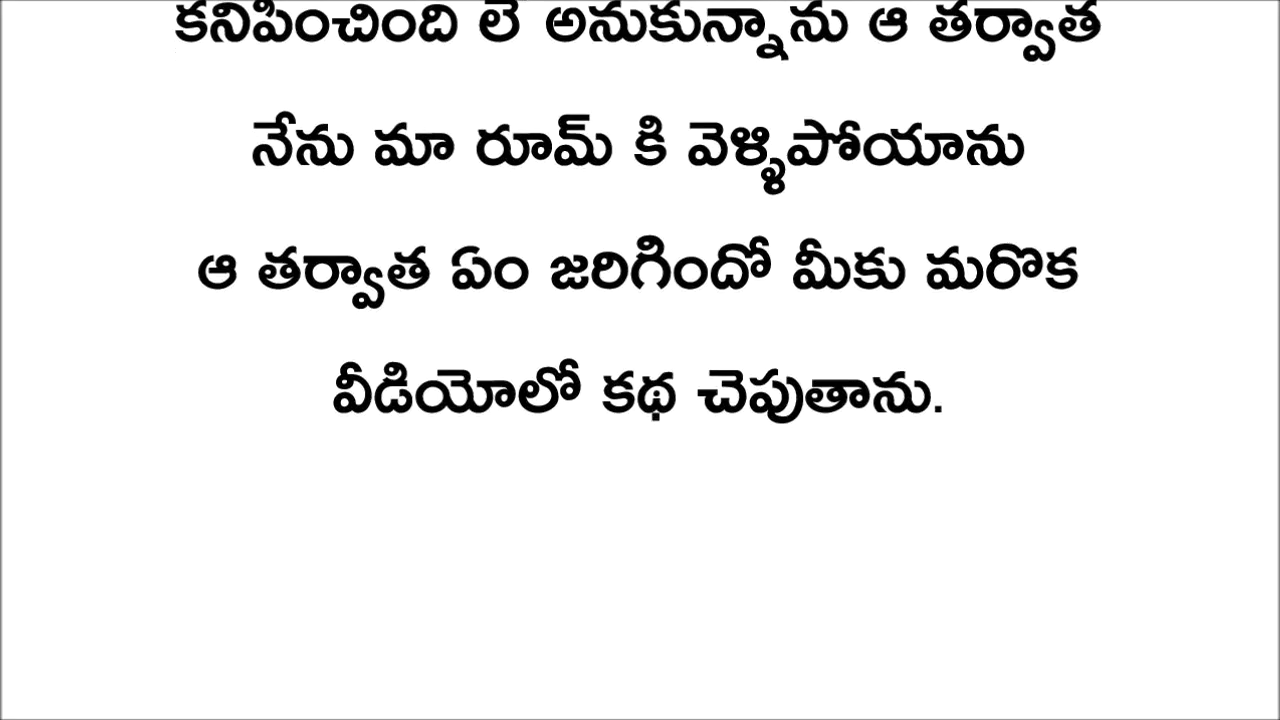 కనిపించింది లే అనుకున్నాను ఆ తర్వాత
నేను మా రూమ్ కి వెళ్ళిపోయాను
ఆ తర్వాత ఏం జరిగిందో మీకు మరొక
వీడియోలో కథ చెపుతాను.